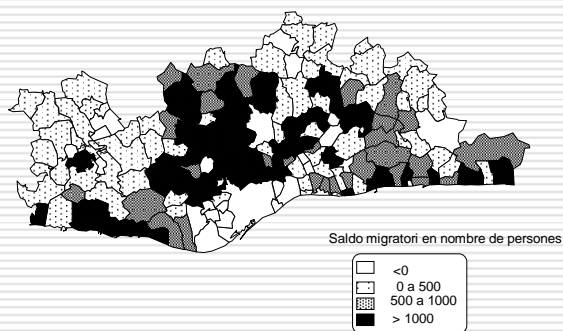 Saldo migratori en nombre de persones
<0
0 a 500
500 a 1000
> 1000